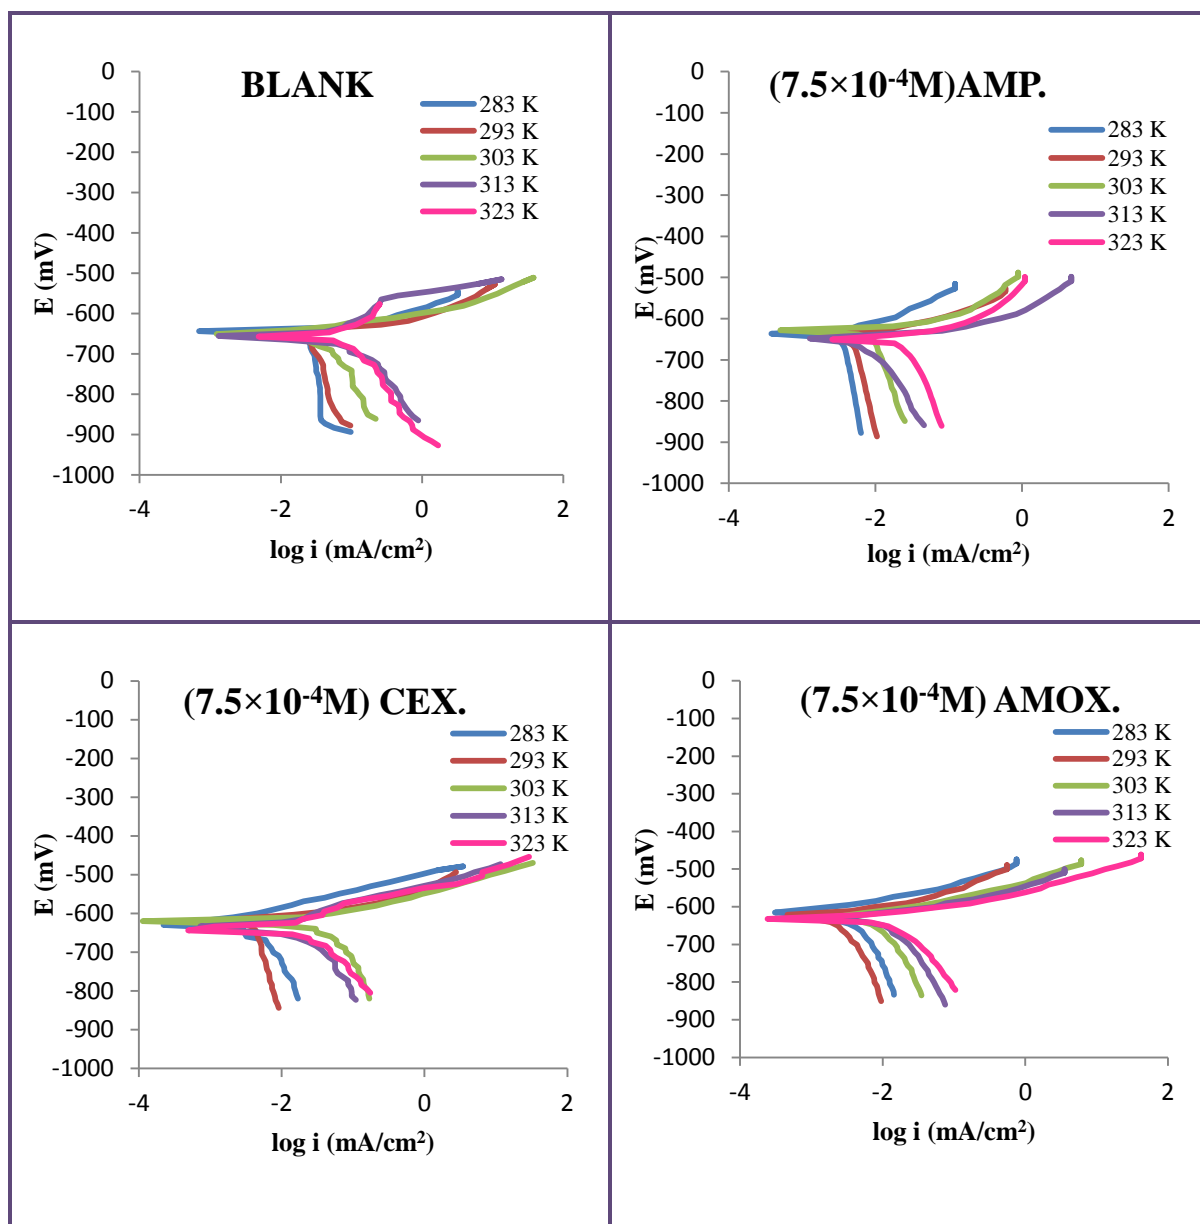 BLANK
0
-100
-200
-300
-400
-500
-600
-700
-800
-900
-1000
E (mV)
283 K
293 K
303 K
313 K
323 K
-4
-2
0
2
log i (mA/cm²)
(7.5×10⁻⁴M)AMP.
0
-100
-200
-300
-400
-500
-600
-700
-800
-900
-1000
E (mV)
283 K
293 K
303 K
313 K
323 K
-4
-2
0
2
log i (mA/cm²)
(7.5×10⁻⁴M) CEX.
0
-100
-200
-300
-400
-500
-600
-700
-800
-900
-1000
E (mV)
283 K
293 K
303 K
313 K
323 K
-4
-2
0
2
log i (mA/cm²)
(7.5×10⁻⁴M) AMOX.
0
-100
-200
-300
-400
-500
-600
-700
-800
-900
-1000
E (mV)
283 K
293 K
303 K
313 K
323 K
-4
-2
0
2
log i (mA/cm²)